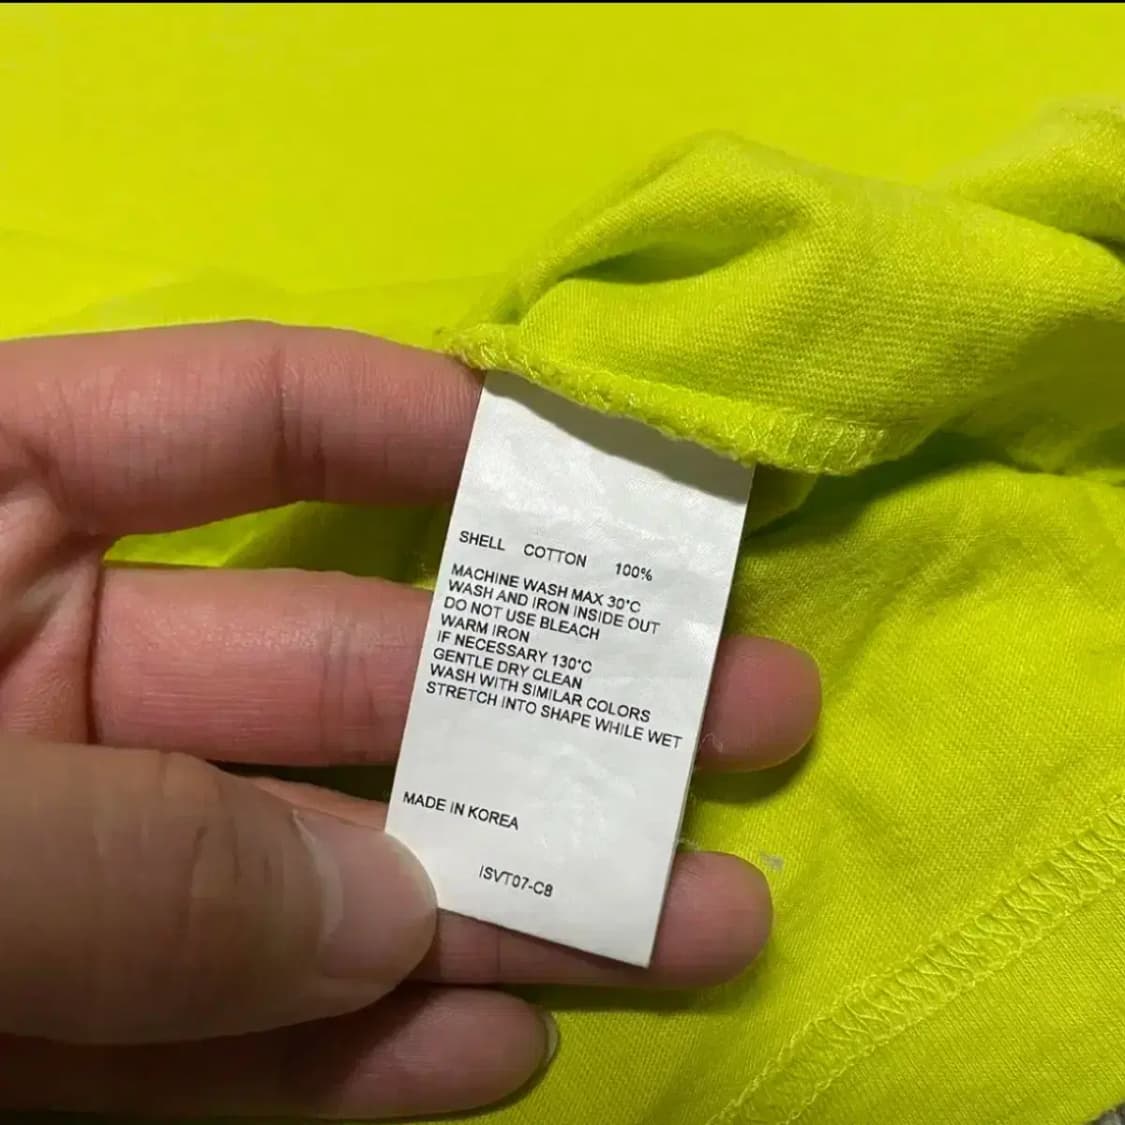 SHELL COTTON 100%
MACHINE WASH MAX 30°C
WASH AND IRON INSIDE OUT
DO NOT USE BLEACH
WARM IRON
IF NECESSARY 130°C
GENTLE DRY CLEAN
WASH WITH SIMILAR COLORS
STRETCH INTO SHAPE WHILE WET
MADE IN KOREA
ISVT07-C8